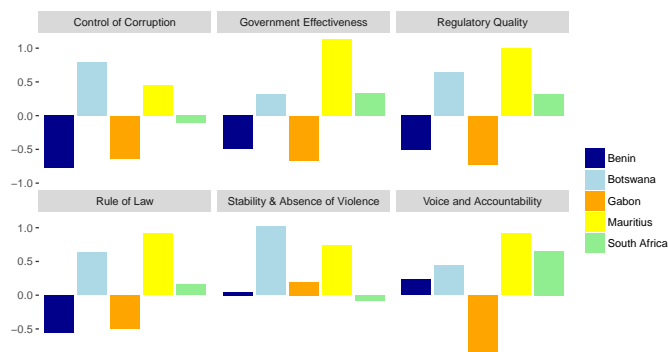 Control of Corruption
Government Effectiveness
Regulatory Quality
1.0
0.5
0.0
−0.5
−1.0
Rule of Law
Stability & Absence of Violence
Voice and Accountability
1.0
0.5
0.0
−0.5
Benin
Botswana
Gabon
Mauritius
South Africa